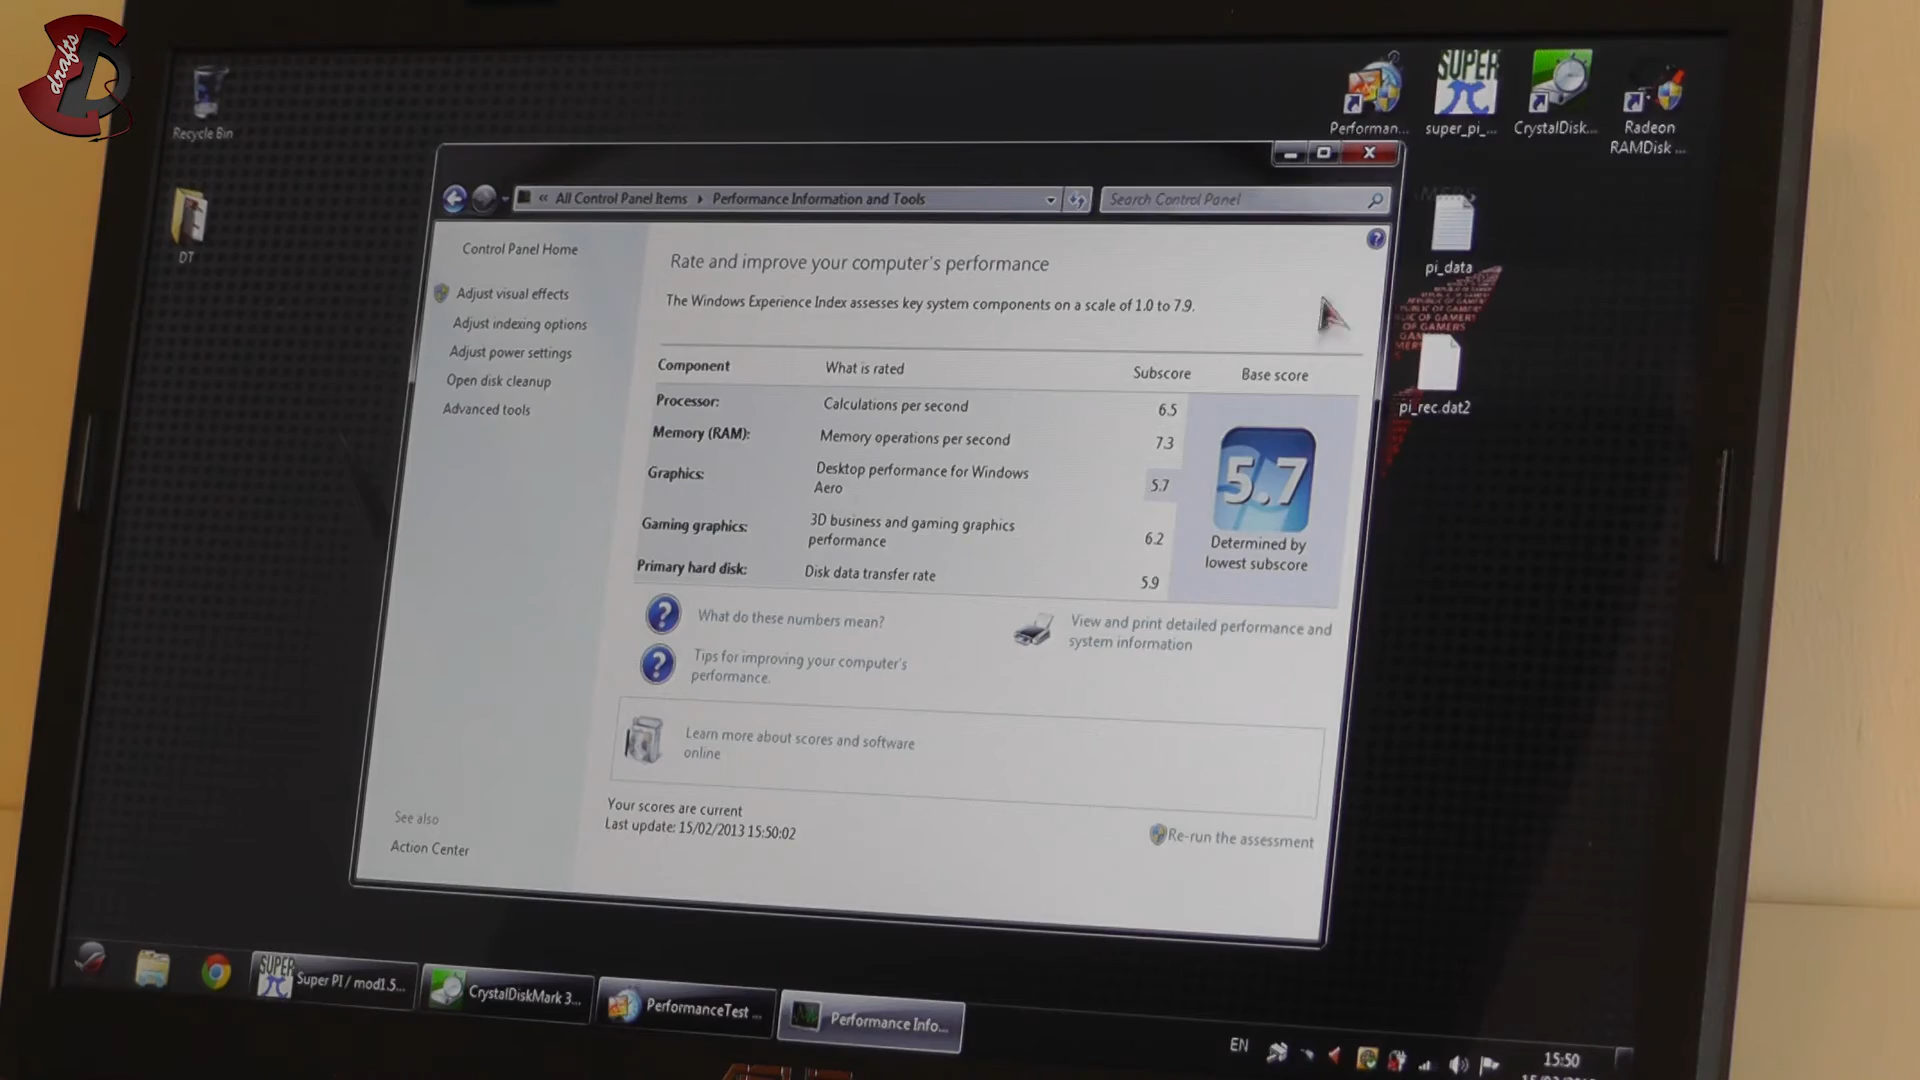 drafts
D
Recycle Bin
DT
Performan...
SUPER
π
super_pi_...
CrystalDisk...
Radeon
RAMDisk ...
pi_data
OF GAMERS
pi_rec.dat2
« All Control Panel Items ▸ Performance Information and Tools
Search Control Panel
Control Panel Home
Adjust visual effects
Adjust indexing options
Adjust power settings
Open disk cleanup
Advanced tools
See also
Action Center
Rate and improve your computer's performance
The Windows Experience Index assesses key system components on a scale of 1.0 to 7.9.
Component What is rated Subscore Base score
Processor: Calculations per second 6.5
Memory (RAM): Memory operations per second 7.3
Graphics: Desktop performance for Windows
Aero 5.7
Gaming graphics: 3D business and gaming graphics
performance 6.2
Primary hard disk: Disk data transfer rate 5.9
5.7
Determined by
lowest subscore
What do these numbers mean?
Tips for improving your computer's
performance.
View and print detailed performance and
system information
Learn more about scores and software
online
Your scores are current
Last update: 15/02/2013 15:50:02
Re-run the assessment
SUPER
π
Super PI / mod1.5...
CrystalDiskMark 3...
PerformanceTest ...
Performance Info...
EN
15:50